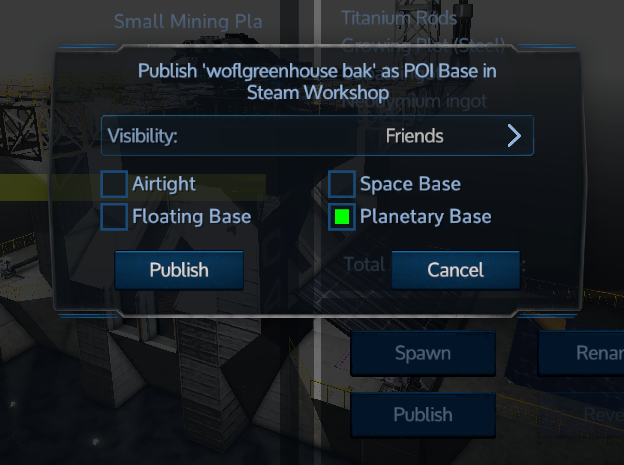 Small Mining Pla
Titanium Rods
Growing Plot (Steel)
Publish 'woflgreenhouse bak' as POI Base in
Steam Workshop
Neodymium ingot
Visibility: Friends
Airtight Space Base
Floating Base Planetary Base
Total :
Publish Cancel
Spawn Renam
Publish Reve